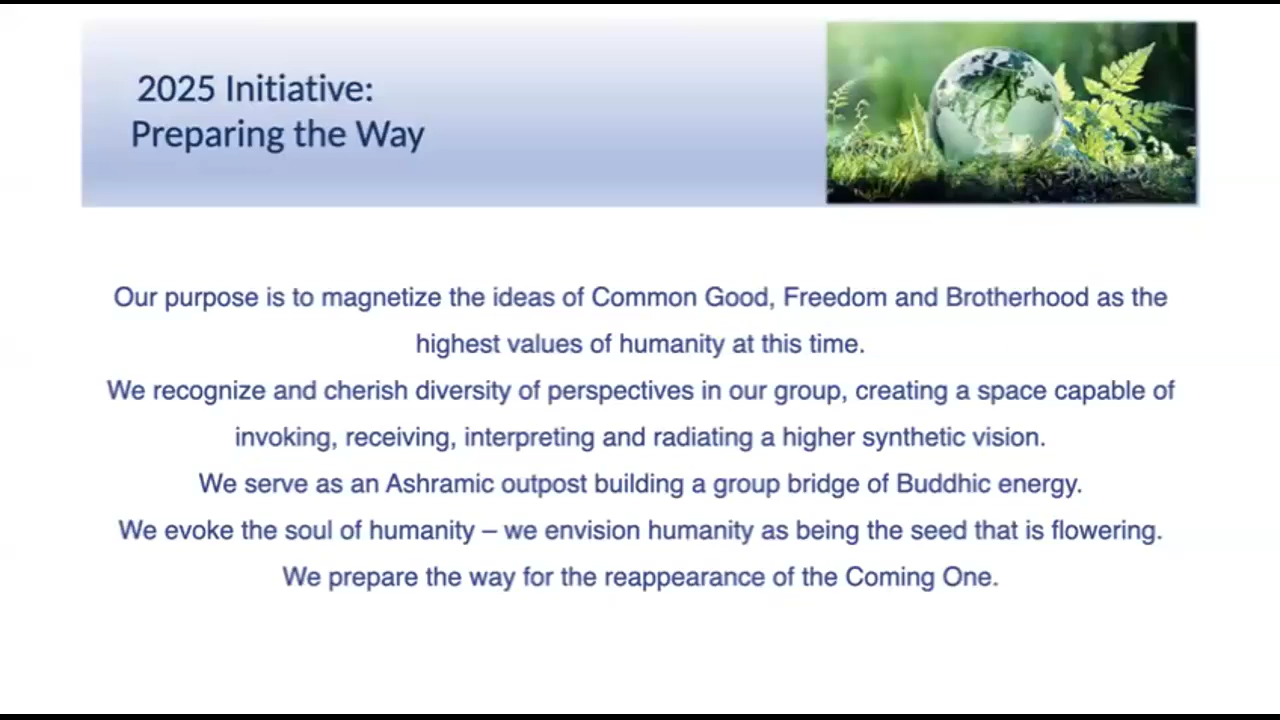 2025 Initiative:
Preparing the Way
Our purpose is to magnetize the ideas of Common Good, Freedom and Brotherhood as the
highest values of humanity at this time.
We recognize and cherish diversity of perspectives in our group, creating a space capable of
invoking, receiving, interpreting and radiating a higher synthetic vision.
We serve as an Ashramic outpost building a group bridge of Buddhic energy.
We evoke the soul of humanity – we envision humanity as being the seed that is flowering.
We prepare the way for the reappearance of the Coming One.